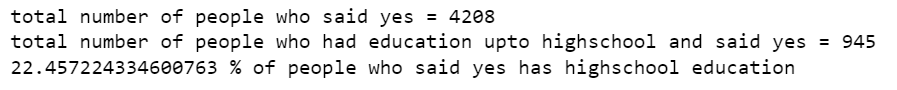 total number of people who said yes = 4208
total number of people who had education upto highschool and said yes = 945
22.457224334600763 % of people who said yes has highschool education